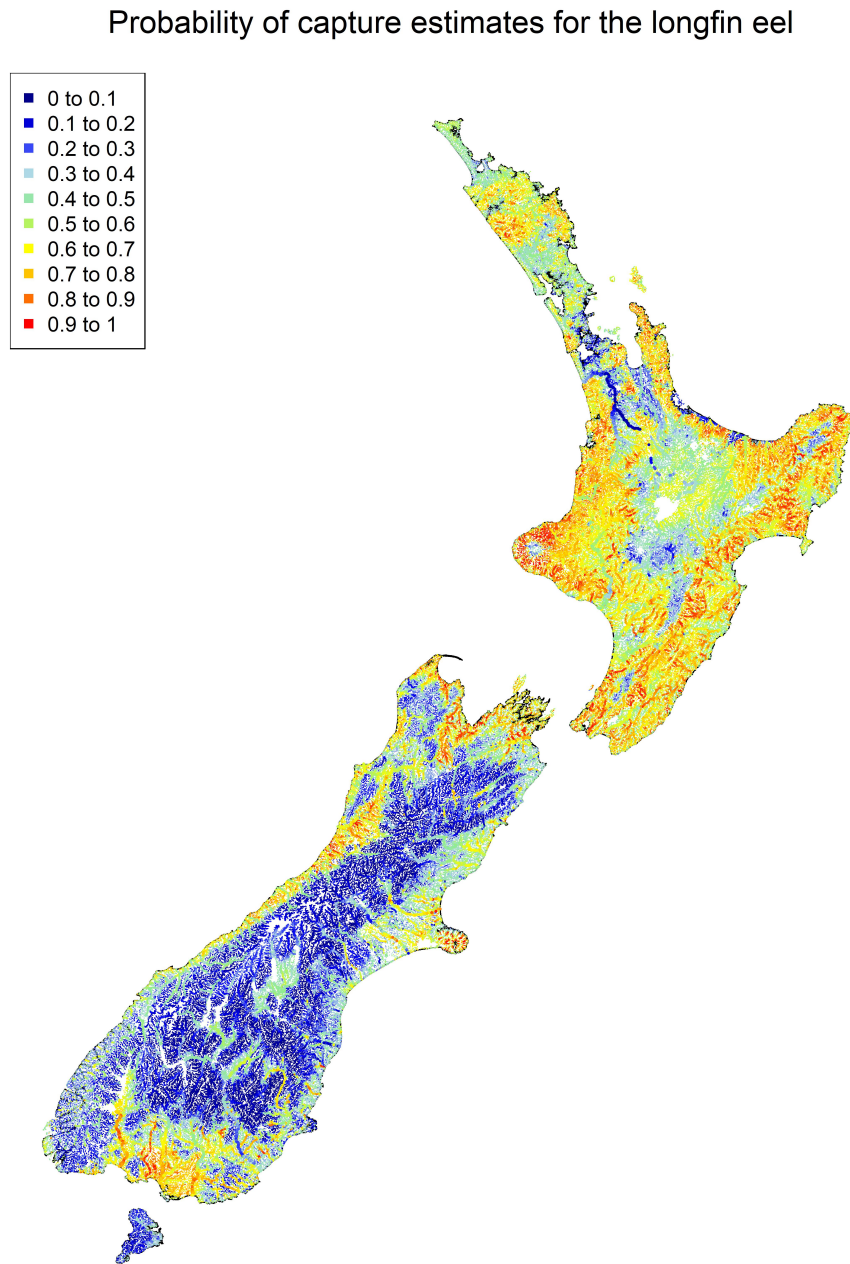 Probability of capture estimates for the longfin eel
0 to 0.1
0.1 to 0.2
0.2 to 0.3
0.3 to 0.4
0.4 to 0.5
0.5 to 0.6
0.6 to 0.7
0.7 to 0.8
0.8 to 0.9
0.9 to 1